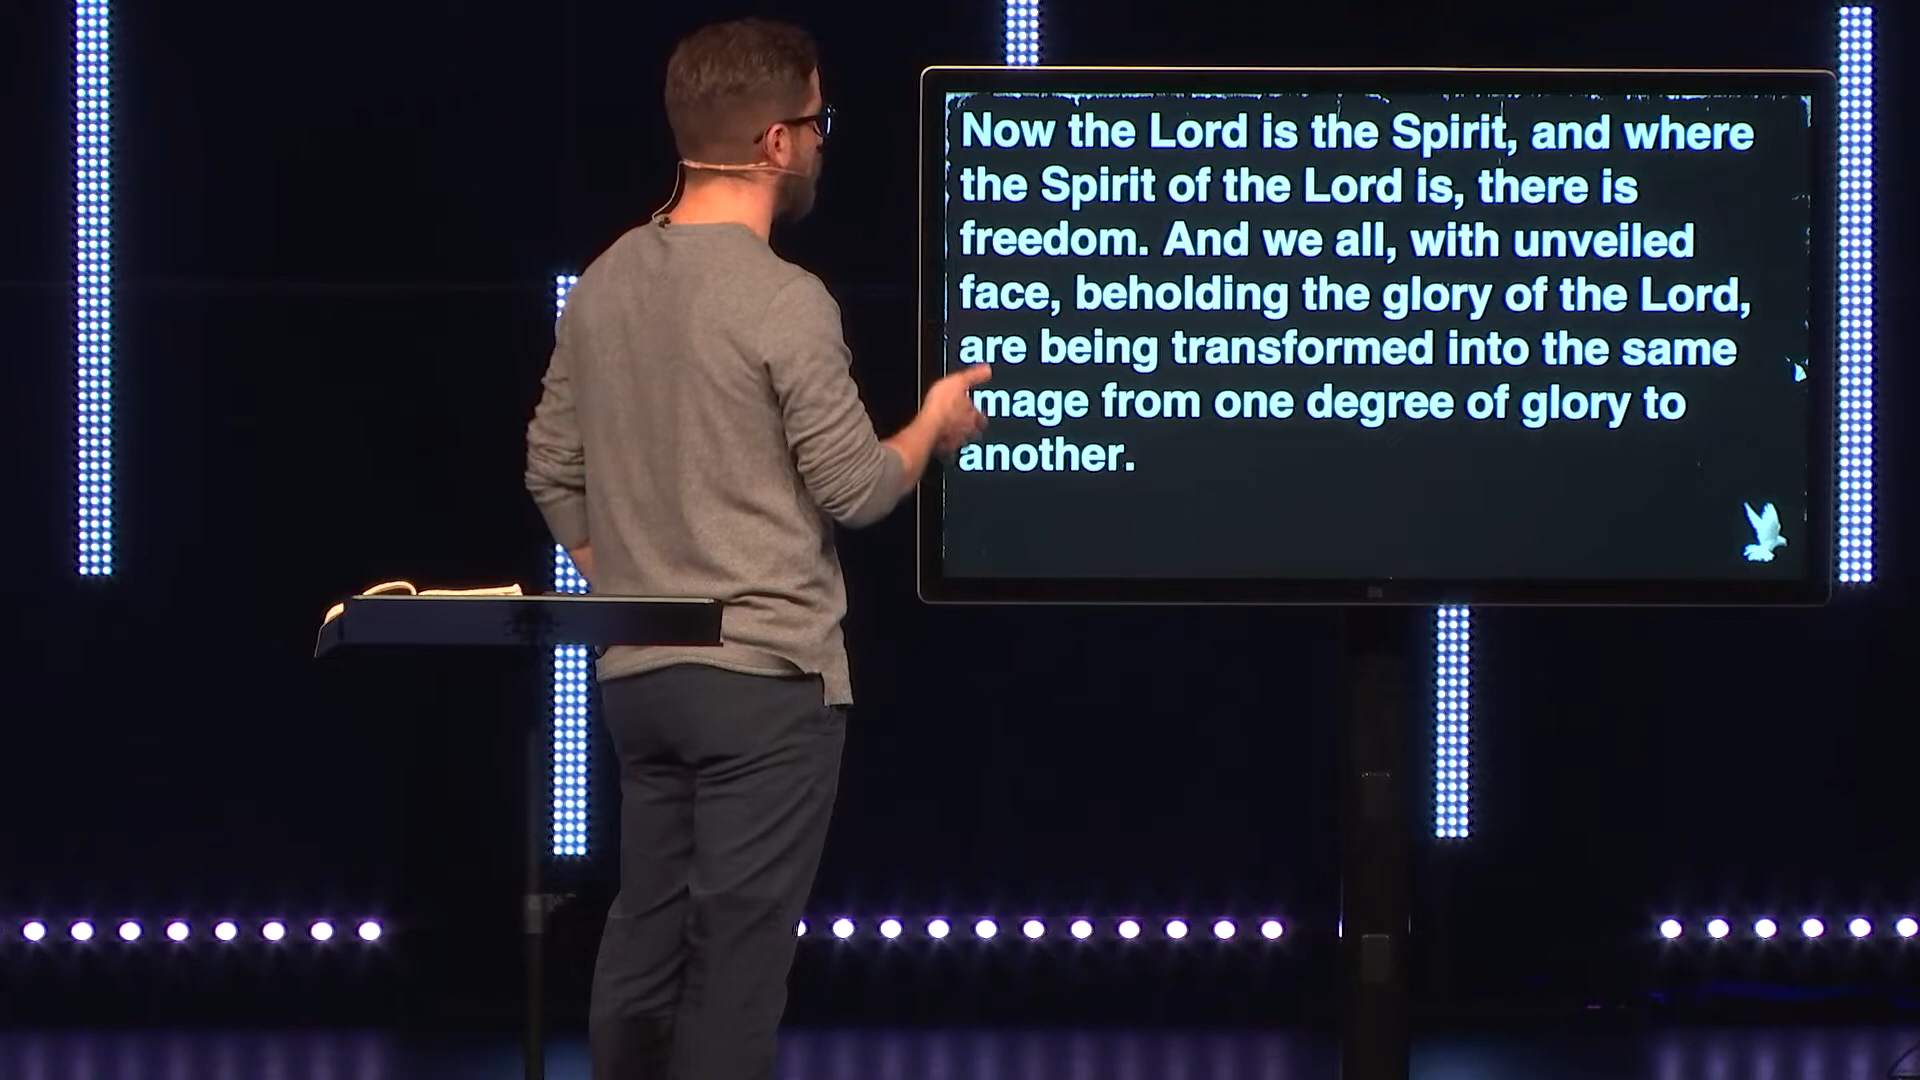 Now the Lord is the Spirit, and where
the Spirit of the Lord is, there is
freedom. And we all, with unveiled
face, beholding the glory of the Lord,
are being transformed into the same
image from one degree of glory to
another.